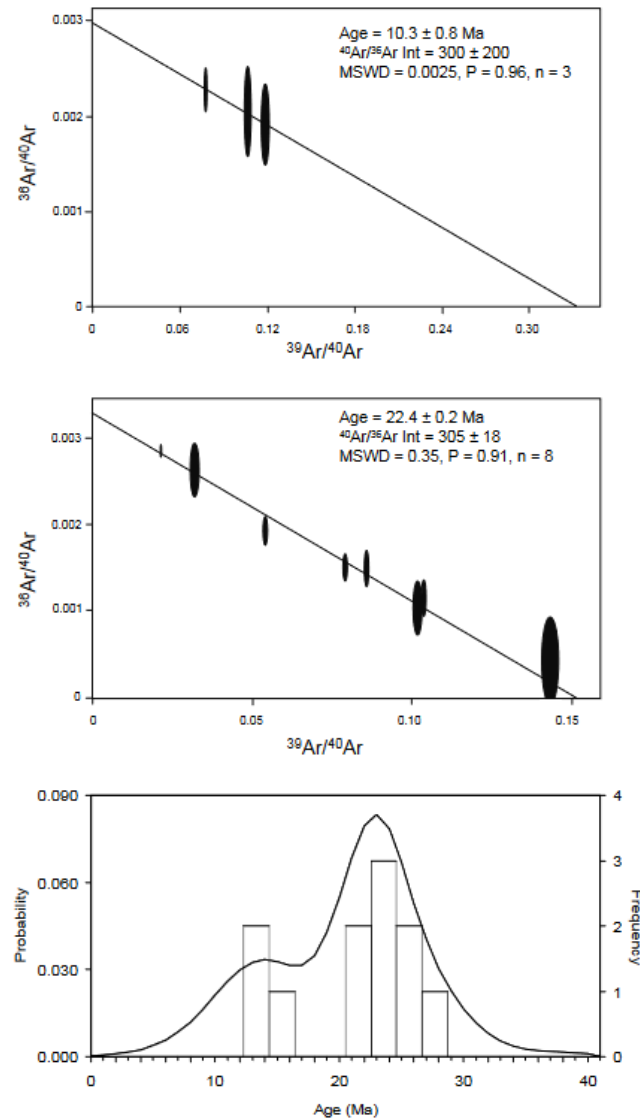 0.003
Age = 10.3 ± 0.8 Ma
⁴⁰Ar/³⁶Ar Int = 300 ± 200
MSWD = 0.0025, P = 0.96, n = 3
0.002
³⁶Ar/⁴⁰Ar
0.001
0
0 0.06 0.12 0.18 0.24 0.30
³⁹Ar/⁴⁰Ar
Age = 22.4 ± 0.2 Ma
⁴⁰Ar/³⁶Ar Int = 305 ± 18
MSWD = 0.35, P = 0.91, n = 8
0.003
0.002
³⁶Ar/⁴⁰Ar
0.001
0
0 0.05 0.10 0.15
³⁹Ar/⁴⁰Ar
0.090 4
3
0.060
Probability 2 Frequency
0.030
1
0.000 0
0 10 20 30 40
Age (Ma)